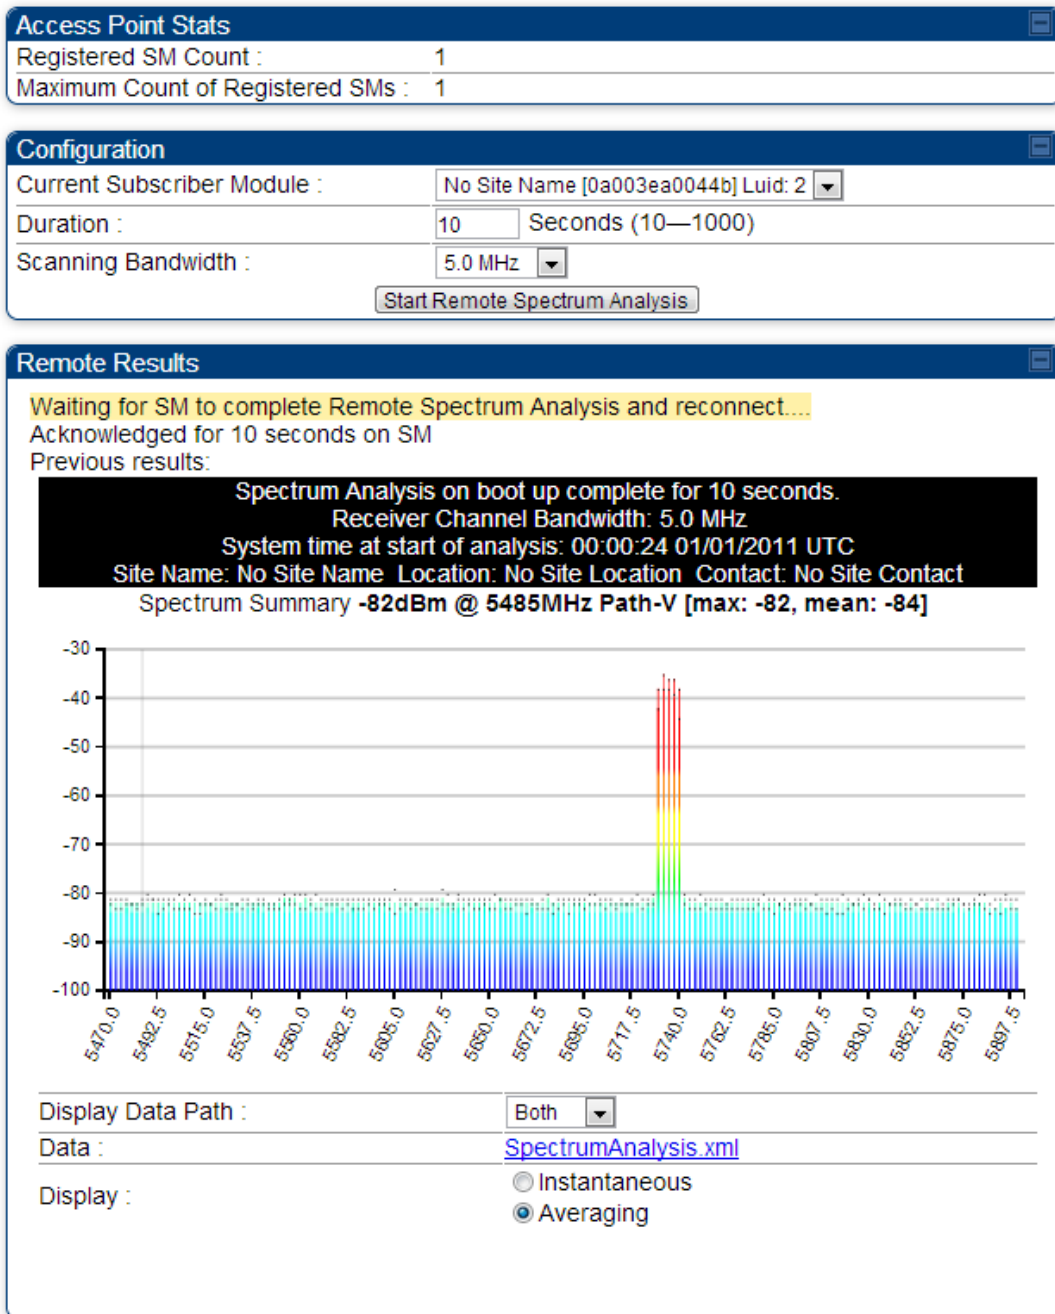 Access Point Stats
Registered SM Count : 1
Maximum Count of Registered SMs : 1
Configuration
Current Subscriber Module : No Site Name [0a003ea0044b] Luid: 2
Duration : 10 Seconds (10—1000)
Scanning Bandwidth : 5.0 MHz
Start Remote Spectrum Analysis
Remote Results
Waiting for SM to complete Remote Spectrum Analysis and reconnect....
Acknowledged for 10 seconds on SM
Previous results:
Spectrum Analysis on boot up complete for 10 seconds.
Receiver Channel Bandwidth: 5.0 MHz
System time at start of analysis: 00:00:24 01/01/2011 UTC
Site Name: No Site Name Location: No Site Location Contact: No Site Contact
Spectrum Summary -82dBm @ 5485MHz Path-V [max: -82, mean: -84]
-30
-40
-50
-60
-70
-80
-90
-100
5470.0 5492.5 5515.0 5537.5 5560.0 5582.5 5605.0 5627.5 5650.0 5672.5 5695.0 5717.5 5740.0 5762.5 5785.0 5807.5 5830.0 5852.5 5875.0 5897.5
Display Data Path : Both
Data : SpectrumAnalysis.xml
Display : Instantaneous
Averaging